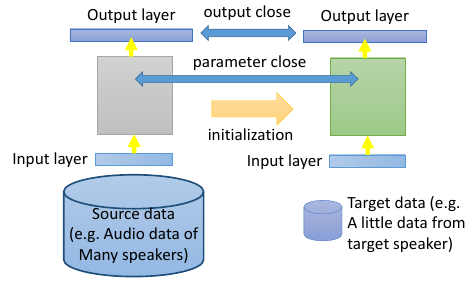 Output layer
output close
Output layer
parameter close
initialization
Input layer
Input layer
Source data
(e.g. Audio data of
Many speakers)
Target data (e.g.
A little data from
target speaker)